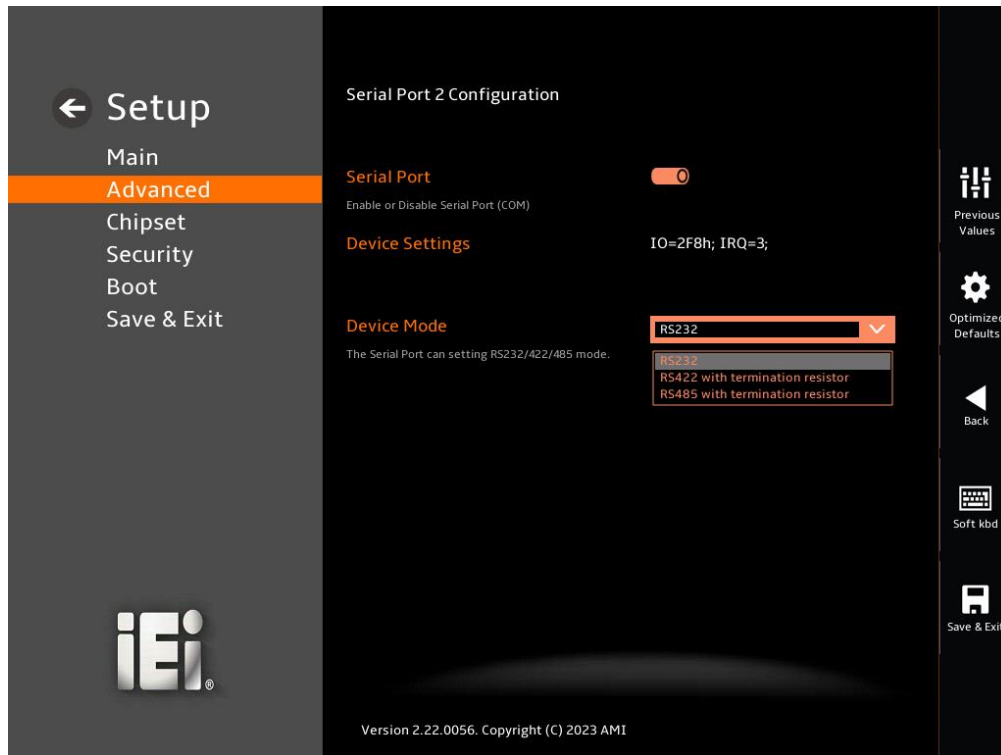 Setup
Main
Advanced
Chipset
Security
Boot
Save & Exit
iEi®
Serial Port 2 Configuration
Serial Port
Enable or Disable Serial Port (COM)
Device Settings
IO=2F8h; IRQ=3;
Device Mode
RS232
The Serial Port can setting RS232/422/485 mode.
RS232
RS422 with termination resistor
RS485 with termination resistor
Version 2.22.0056. Copyright (C) 2023 AMI
Previous
Values
Optimized
Defaults
Back
Soft kbd
Save & Exit